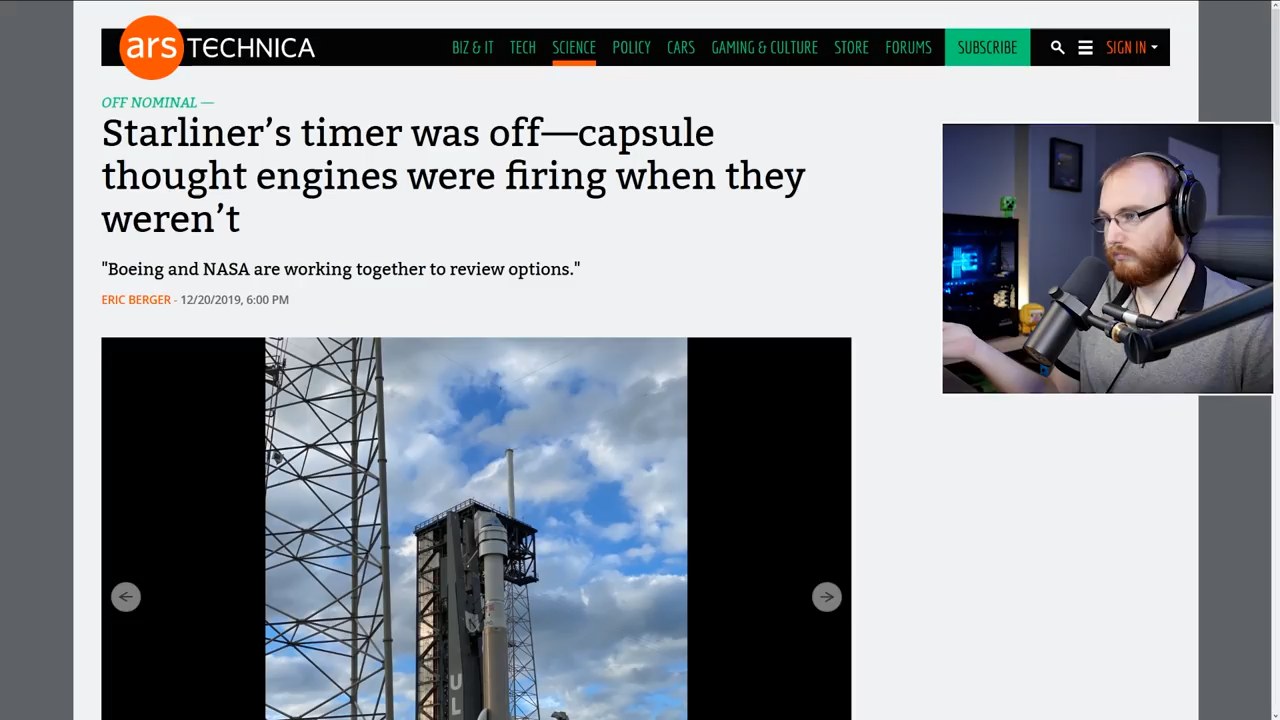 ars TECHNICA
BIZ & IT TECH SCIENCE POLICY CARS GAMING & CULTURE STORE FORUMS SUBSCRIBE SIGN IN
OFF NOMINAL —
Starliner’s timer was off—capsule
thought engines were firing when they
weren’t
"Boeing and NASA are working together to review options."
ERIC BERGER - 12/20/2019, 6:00 PM
U
L